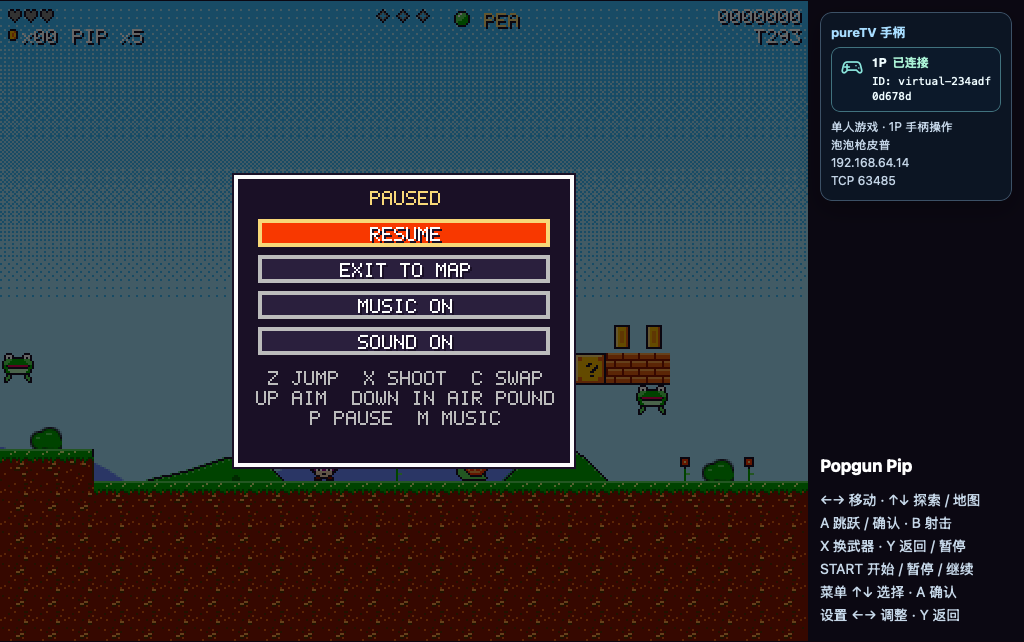 x00 PIP x5
PEA
0000000
T293
PAUSED
RESUME
EXIT TO MAP
MUSIC ON
SOUND ON
Z JUMP X SHOOT C SWAP
UP AIM DOWN IN AIR POUND
P PAUSE M MUSIC
?
pureTV 手柄
1P 已连接
ID: virtual-234adf
0d678d
单人游戏 · 1P 手柄操作
泡泡枪皮普
192.168.64.14
TCP 63485
Popgun Pip
←→ 移动 · ↑↓ 探索 / 地图
A 跳跃 / 确认 · B 射击
X 换武器 · Y 返回 / 暂停
START 开始 / 暂停 / 继续
菜单 ↑↓ 选择 · A 确认
设置 ←→ 调整 · Y 返回